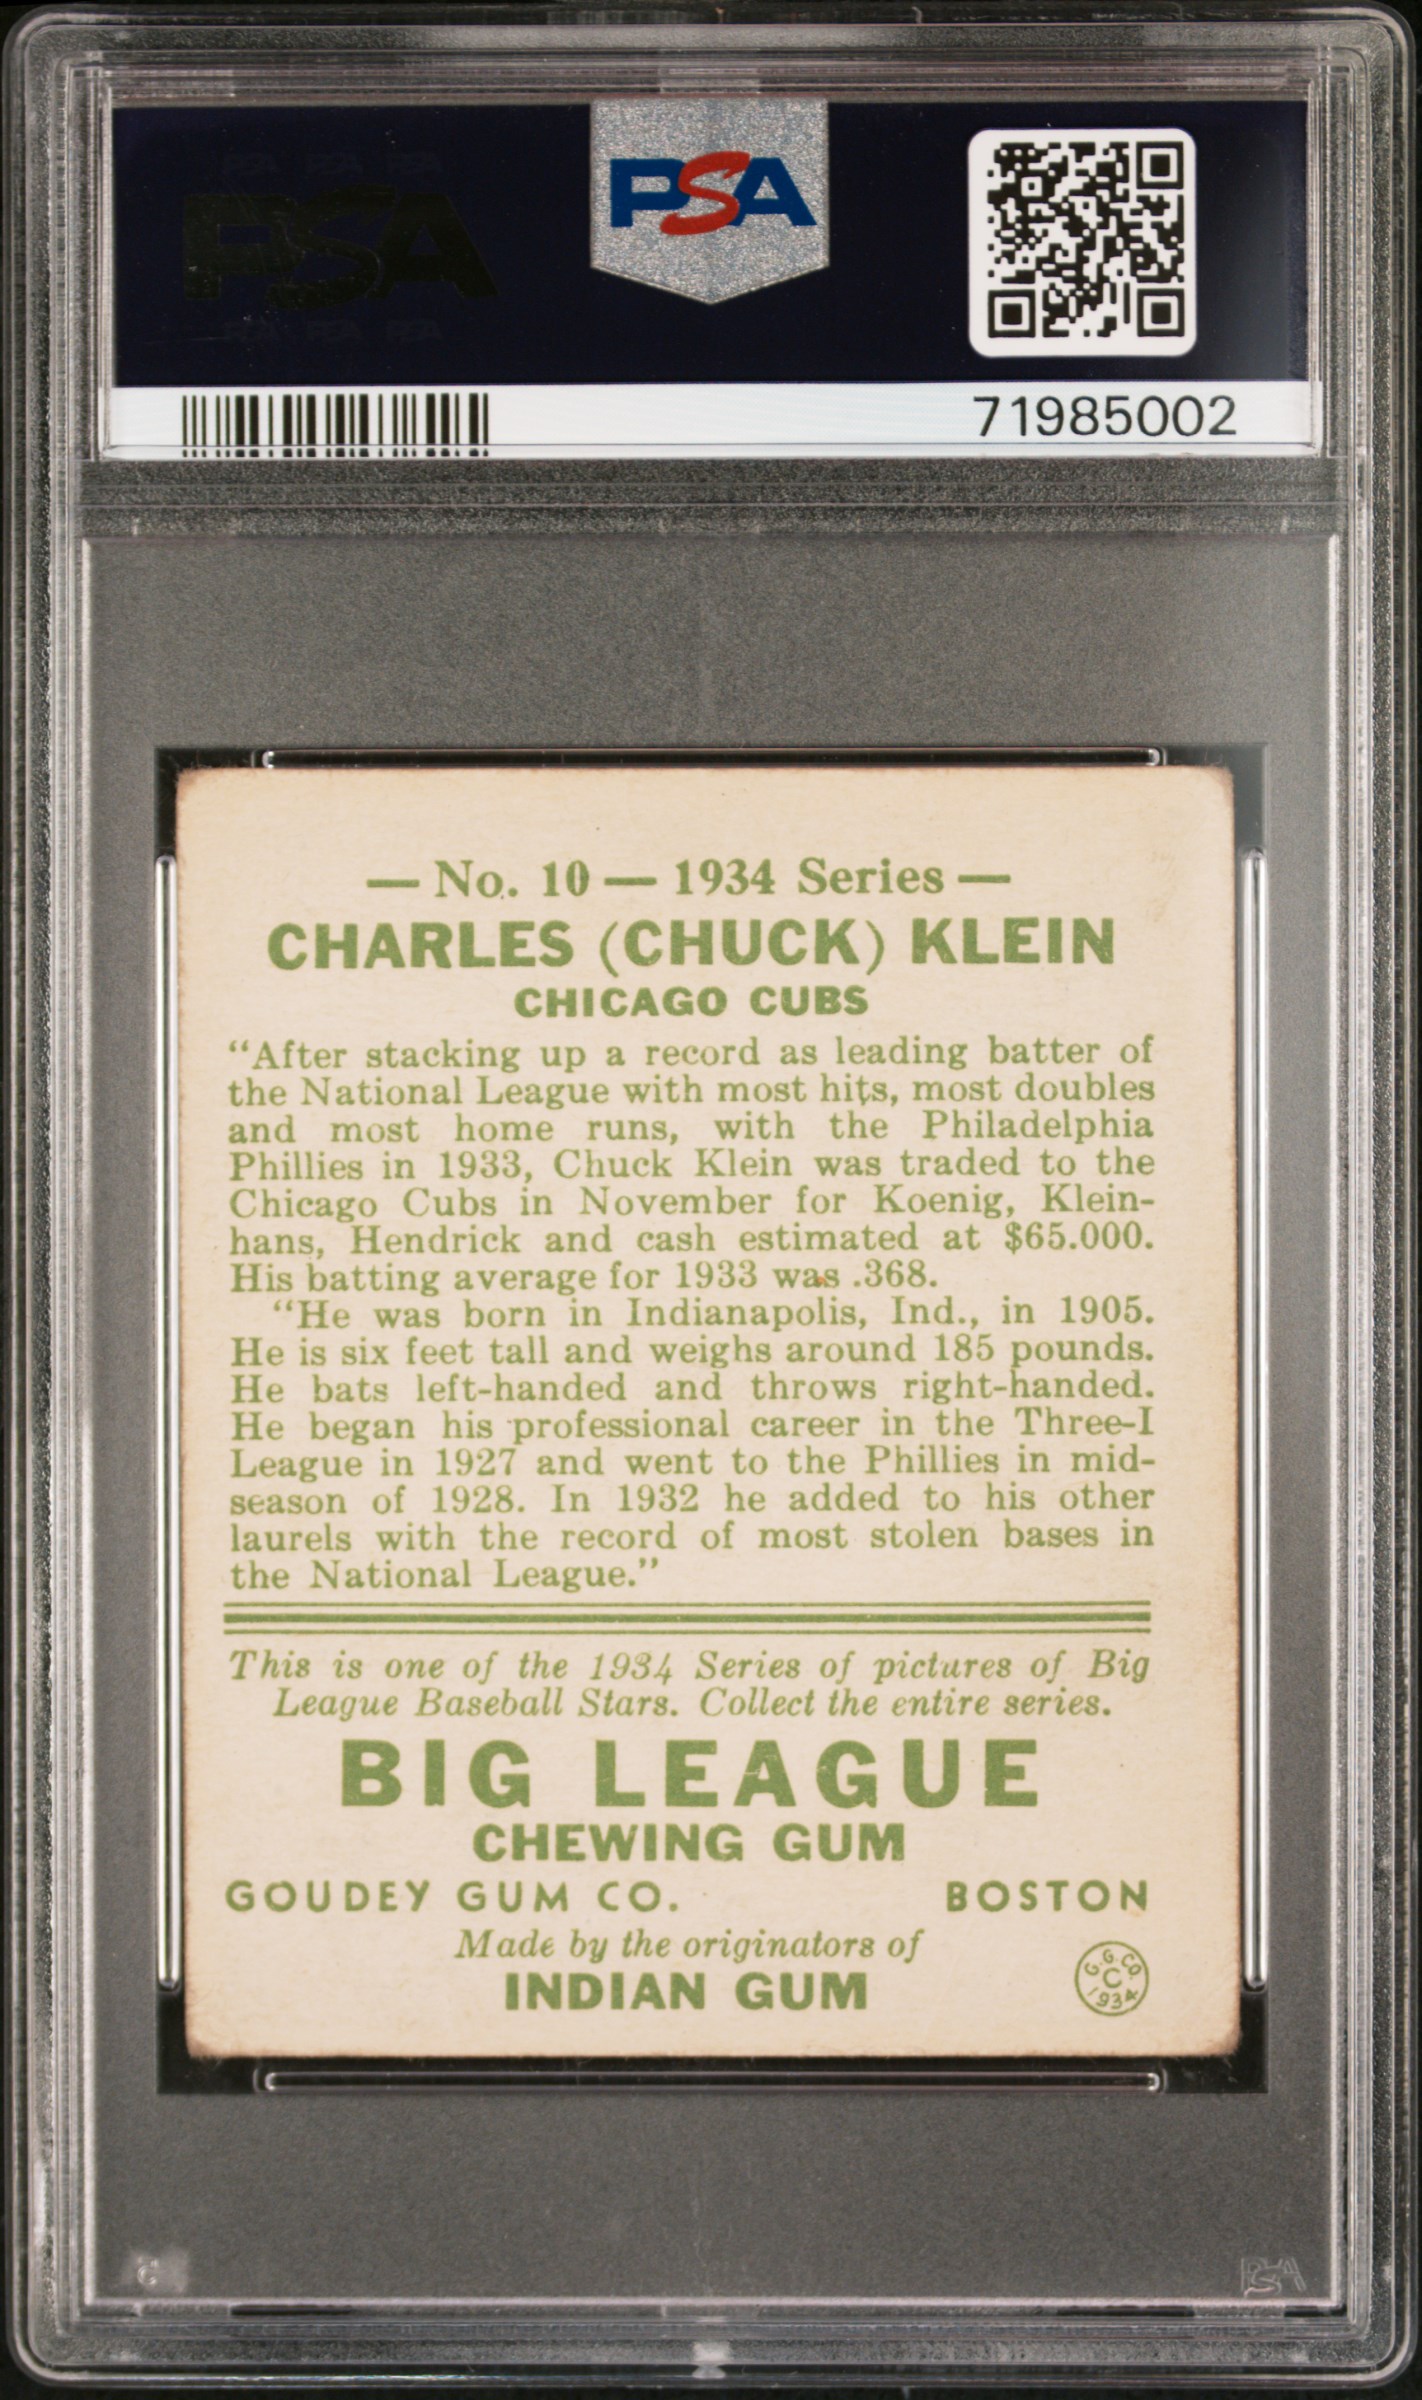 PSA
PSA
71985002
— No. 10 — 1934 Series —
CHARLES (CHUCK) KLEIN
CHICAGO CUBS
“After stacking up a record as leading batter of
the National League with most hits, most doubles
and most home runs, with the Philadelphia
Phillies in 1933, Chuck Klein was traded to the
Chicago Cubs in November for Koenig, Klein-
hans, Hendrick and cash estimated at $65.000.
His batting average for 1933 was .368.
“He was born in Indianapolis, Ind., in 1905.
He is six feet tall and weighs around 185 pounds.
He bats left-handed and throws right-handed.
He began his professional career in the Three-I
League in 1927 and went to the Phillies in mid-
season of 1928. In 1932 he added to his other
laurels with the record of most stolen bases in
the National League.”
This is one of the 1934 Series of pictures of Big
League Baseball Stars. Collect the entire series.
BIG LEAGUE
CHEWING GUM
GOUDEY GUM CO. BOSTON
Made by the originators of
INDIAN GUM
G.G.CO.
C
1934
PSA